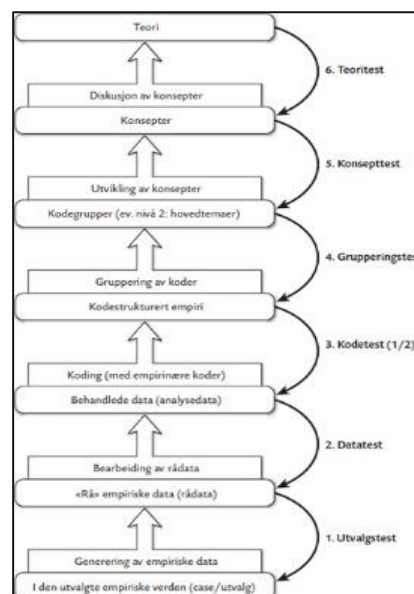 Teori
6. Teoritest
Diskusjon av konsepter
Konsepter
5. Konsepttest
Utvikling av konsepter
Kodegrupper (ev. nivå 2: hovedtemaer)
4. Grupperingstes
Gruppering av koder
Kodestrukturert empiri
3. Kodetest (1/2)
Koding (med empirinære koder)
Behandlede data (analysedata)
2. Datatest
Bearbeiding av rådata
«Rå» empiriske data (rådata)
1. Utvalgstest
Generering av empiriske data
I den utvalgte empiriske verden (case/utvalg)